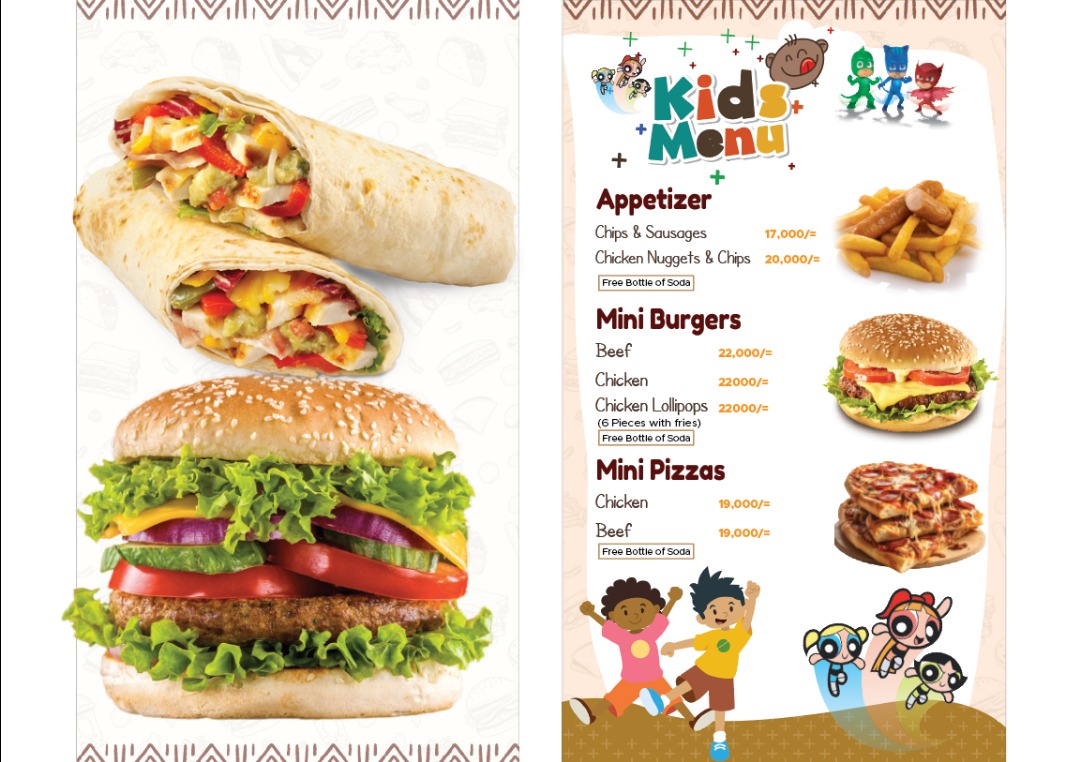 Kids
Menu
Appetizer
Chips & Sausages 17,000/=
Chicken Nuggets & Chips 20,000/=
Free Bottle of Soda
Mini Burgers
Beef 22,000/=
Chicken 22000/=
Chicken Lollipops 22000/=
(6 Pieces with fries)
Free Bottle of Soda
Mini Pizzas
Chicken 19,000/=
Beef 19,000/=
Free Bottle of Soda